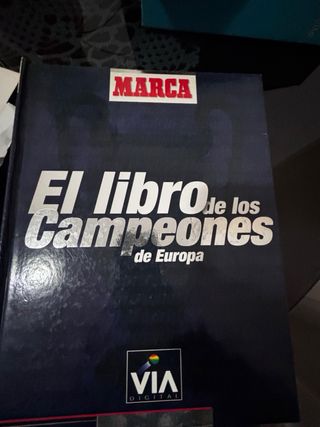 MARCA
El libro de los
Campeones
de Europa
VIA
DIGITAL